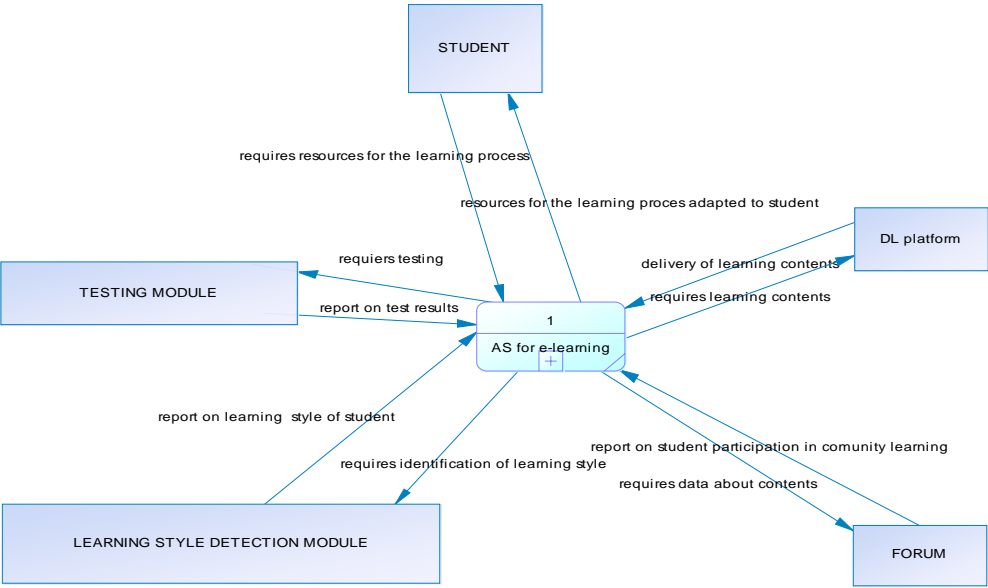 STUDENT
requires resources for the learning process
resources for the learning proces adapted to student
DL platform
requiers testing
delivery of learning contents
TESTING MODULE
requires learning contents
report on test results
1
AS for e-learning
report on learning style of student
report on student participation in comunity learning
requires identification of learning style
requires data about contents
LEARNING STYLE DETECTION MODULE
FORUM